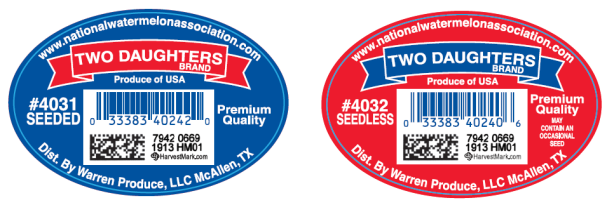 www.nationalwatermelonassociation.com
TWO DAUGHTERS
BRAND
Produce of USA
#4031
SEEDED
0 33383 40242 0
Premium
Quality
7942 0669
1913 HM01
HarvestMark.com
Dist. By Warren Produce, LLC McAllen, TX
www.nationalwatermelonassociation.com
TWO DAUGHTERS
BRAND
Produce of USA
#4032
SEEDLESS
0 33383 40240 6
Premium
Quality
MAY
CONTAIN AN
OCCASIONAL
SEED
7942 0669
1913 HM01
HarvestMark.com
Dist. By Warren Produce, LLC McAllen, TX